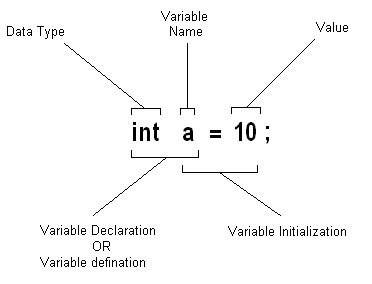 Variable
Name
Data Type
Value
int a = 10 ;
Variable Declaration
OR
Variable defination
Variable Initialization